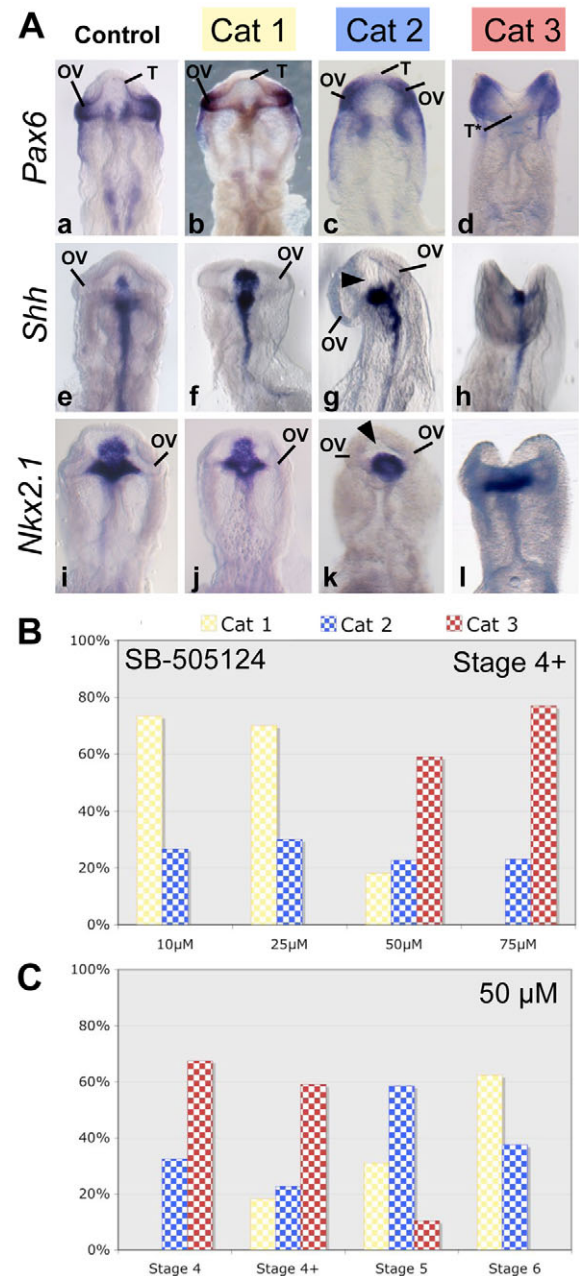 A
Control Cat 1 Cat 2 Cat 3
Pax6
OV T
a
T
OV
b
T
OV
OV
c
T*
d
Shh
OV
e
OV
f
OV
OV
g
h
Nkx2.1
OV
i
OV
j
OV OV
k
l
B
Cat 1 Cat 2 Cat 3
SB-505124 Stage 4+
100%
80%
60%
40%
20%
0%
10µM 25µM 50µM 75µM
C
50 µM
100%
80%
60%
40%
20%
0%
Stage 4 Stage 4+ Stage 5 Stage 6